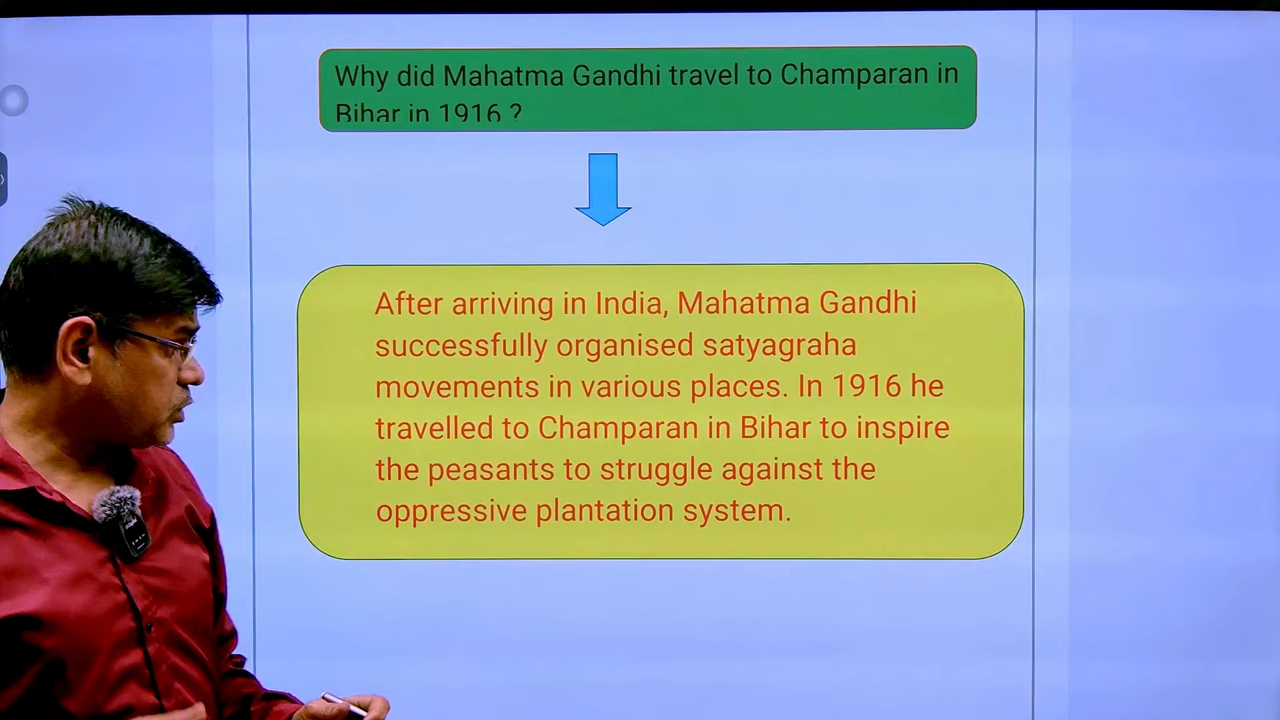 Why did Mahatma Gandhi travel to Champaran in
Bihar in 1916 ?
After arriving in India, Mahatma Gandhi
successfully organised satyagraha
movements in various places. In 1916 he
travelled to Champaran in Bihar to inspire
the peasants to struggle against the
oppressive plantation system.